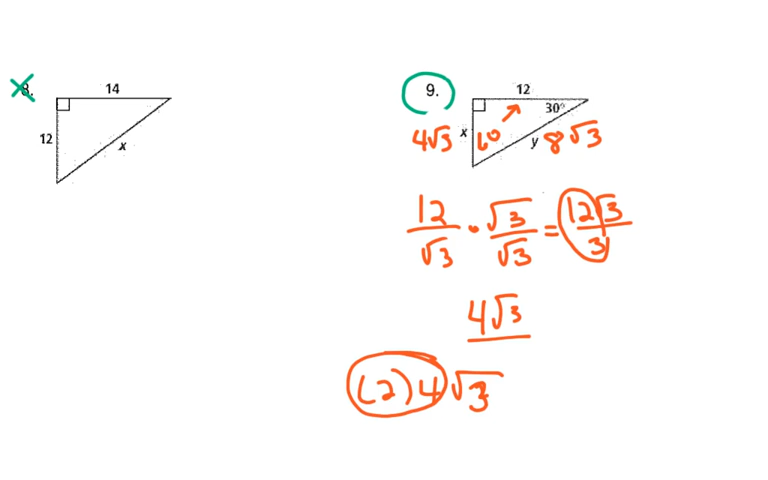 8.
14
12
x
9.
12
30°
4√3 x 60 y 8√3
12/√3 · √3/√3 = 12√3/3
4√3
(2)4√3